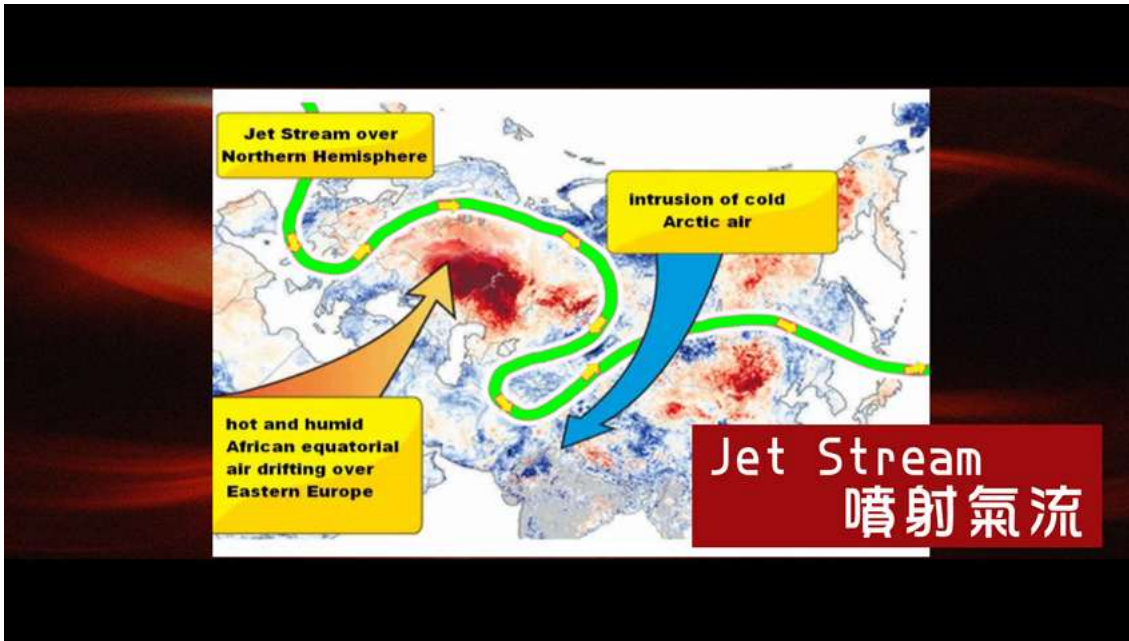 Jet Stream over
Northern Hemisphere
intrusion of cold
Arctic air
hot and humid
African equatorial
air drifting over
Eastern Europe
Jet Stream
噴射氣流